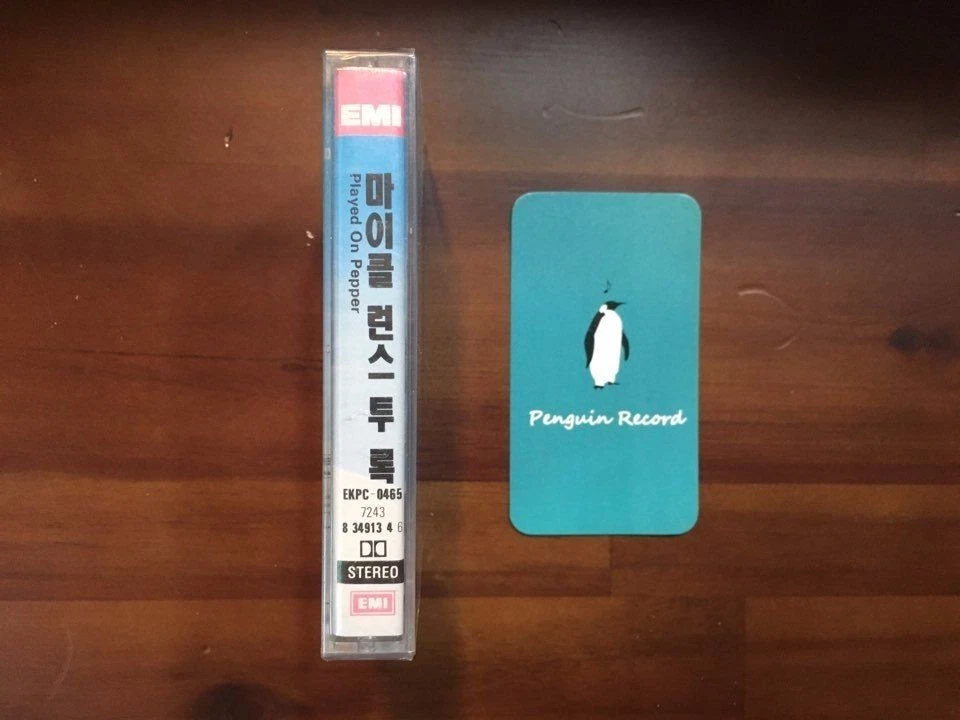 EMI
마이클 런스 투 록
Played On Pepper
EKPC-0465
7243
8 34913 4 6
STEREO
EMI
Penguin Record